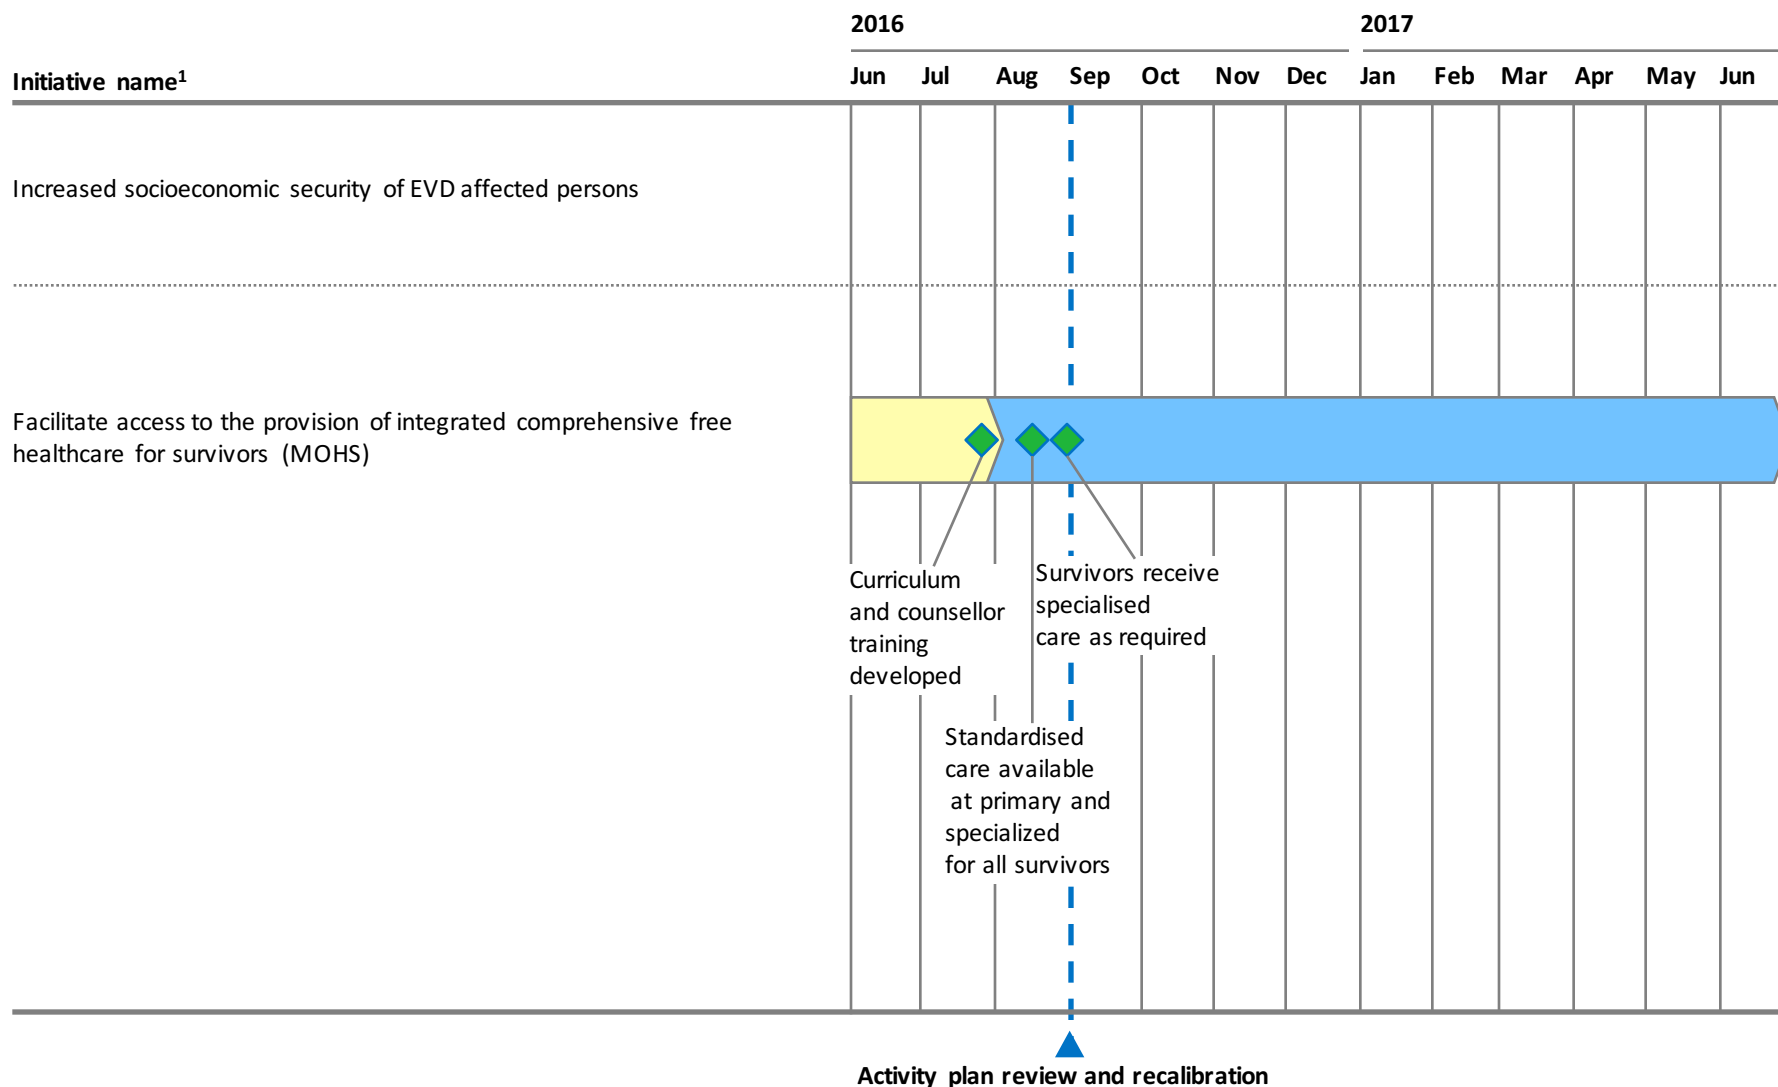 2016 2017
Initiative name1 Jun Jul Aug Sep Oct Nov Dec Jan Feb Mar Apr May Jun
Increased socioeconomic security of EVD affected persons
Facilitate access to the provision of integrated comprehensive free
healthcare for survivors (MOHS)
Curriculum
and counsellor
training
developed
Survivors receive
specialised
care as required
Standardised
care available
at primary and
specialized
for all survivors
Activity plan review and recalibration